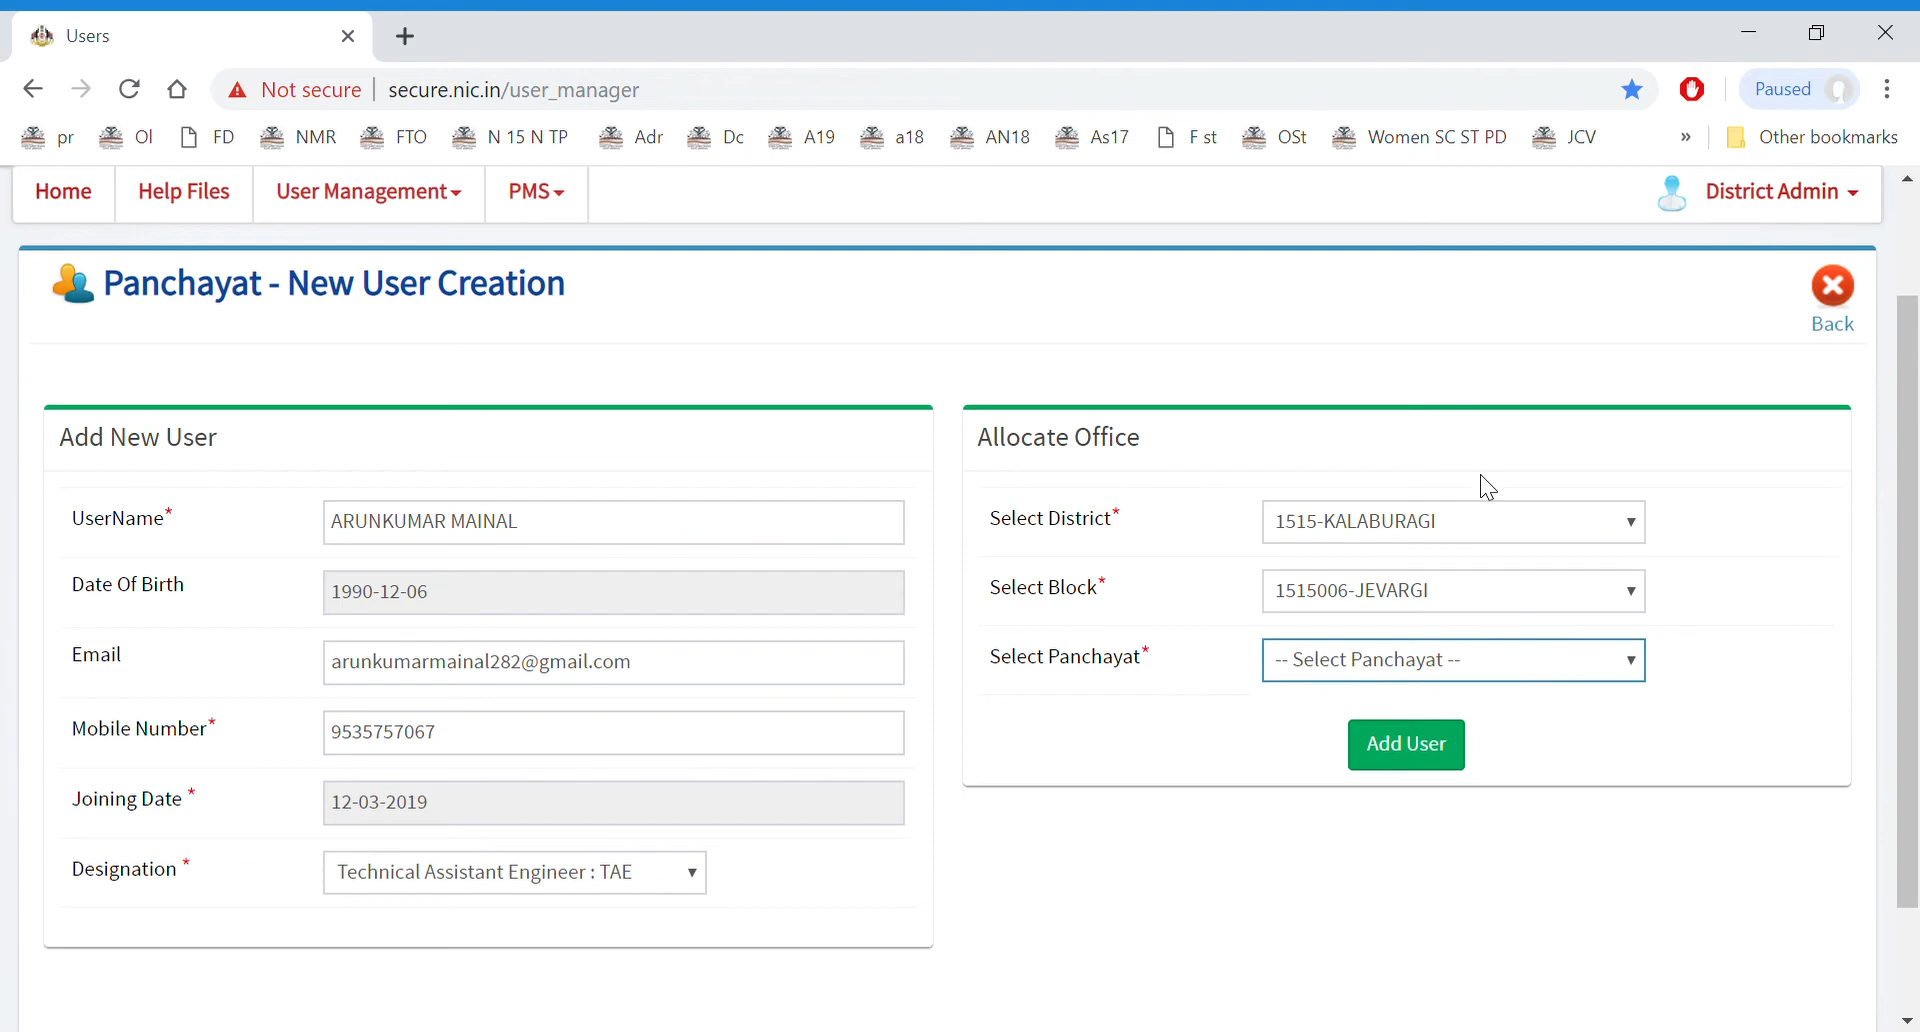 Users
Not secure | secure.nic.in/user_manager
Paused
pr Ol FD NMR FTO N 15 N TP Adr Dc A19 a18 AN18 As17 F st OSt Women SC ST PD JCV » Other bookmarks
Home Help Files User Management PMS District Admin
Panchayat - New User Creation
Back
Add New User
UserName* ARUNKUMAR MAINAL
Date Of Birth 1990-12-06
Email arunkumarmainal282@gmail.com
Mobile Number* 9535757067
Joining Date * 12-03-2019
Designation * Technical Assistant Engineer : TAE
Allocate Office
Select District* 1515-KALABURAGI
Select Block* 1515006-JEVARGI
Select Panchayat* -- Select Panchayat --
Add User